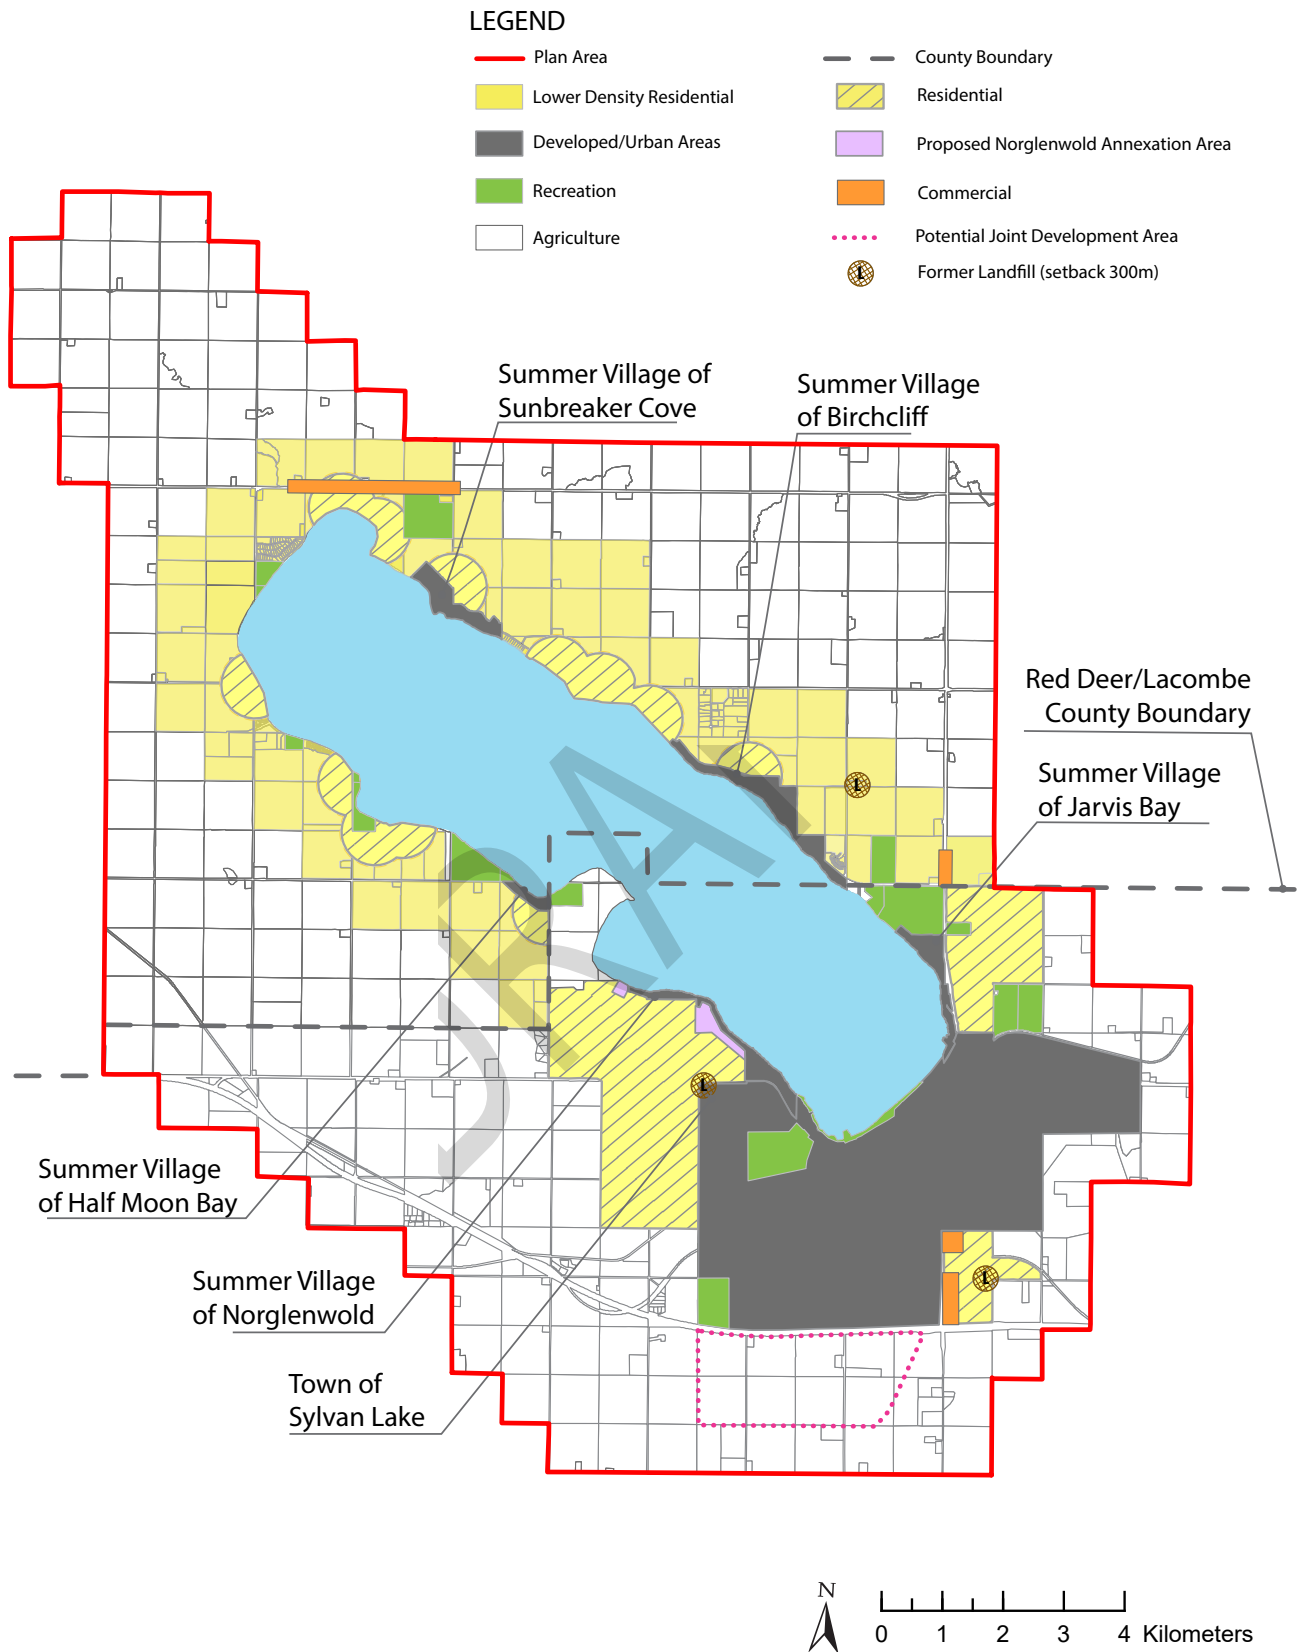 LEGEND
Plan Area
Lower Density Residential
Developed/Urban Areas
Recreation
Agriculture
County Boundary
Residential
Proposed Norglenwold Annexation Area
Commercial
Potential Joint Development Area
L Former Landfill (setback 300m)
Summer Village of
Sunbreaker Cove
Summer Village
of Birchcliff
Red Deer/Lacombe
County Boundary
Summer Village
of Jarvis Bay
L
L
L
Summer Village
of Half Moon Bay
Summer Village
of Norglenwold
Town of
Sylvan Lake
N
0 1 2 3 4 Kilometers